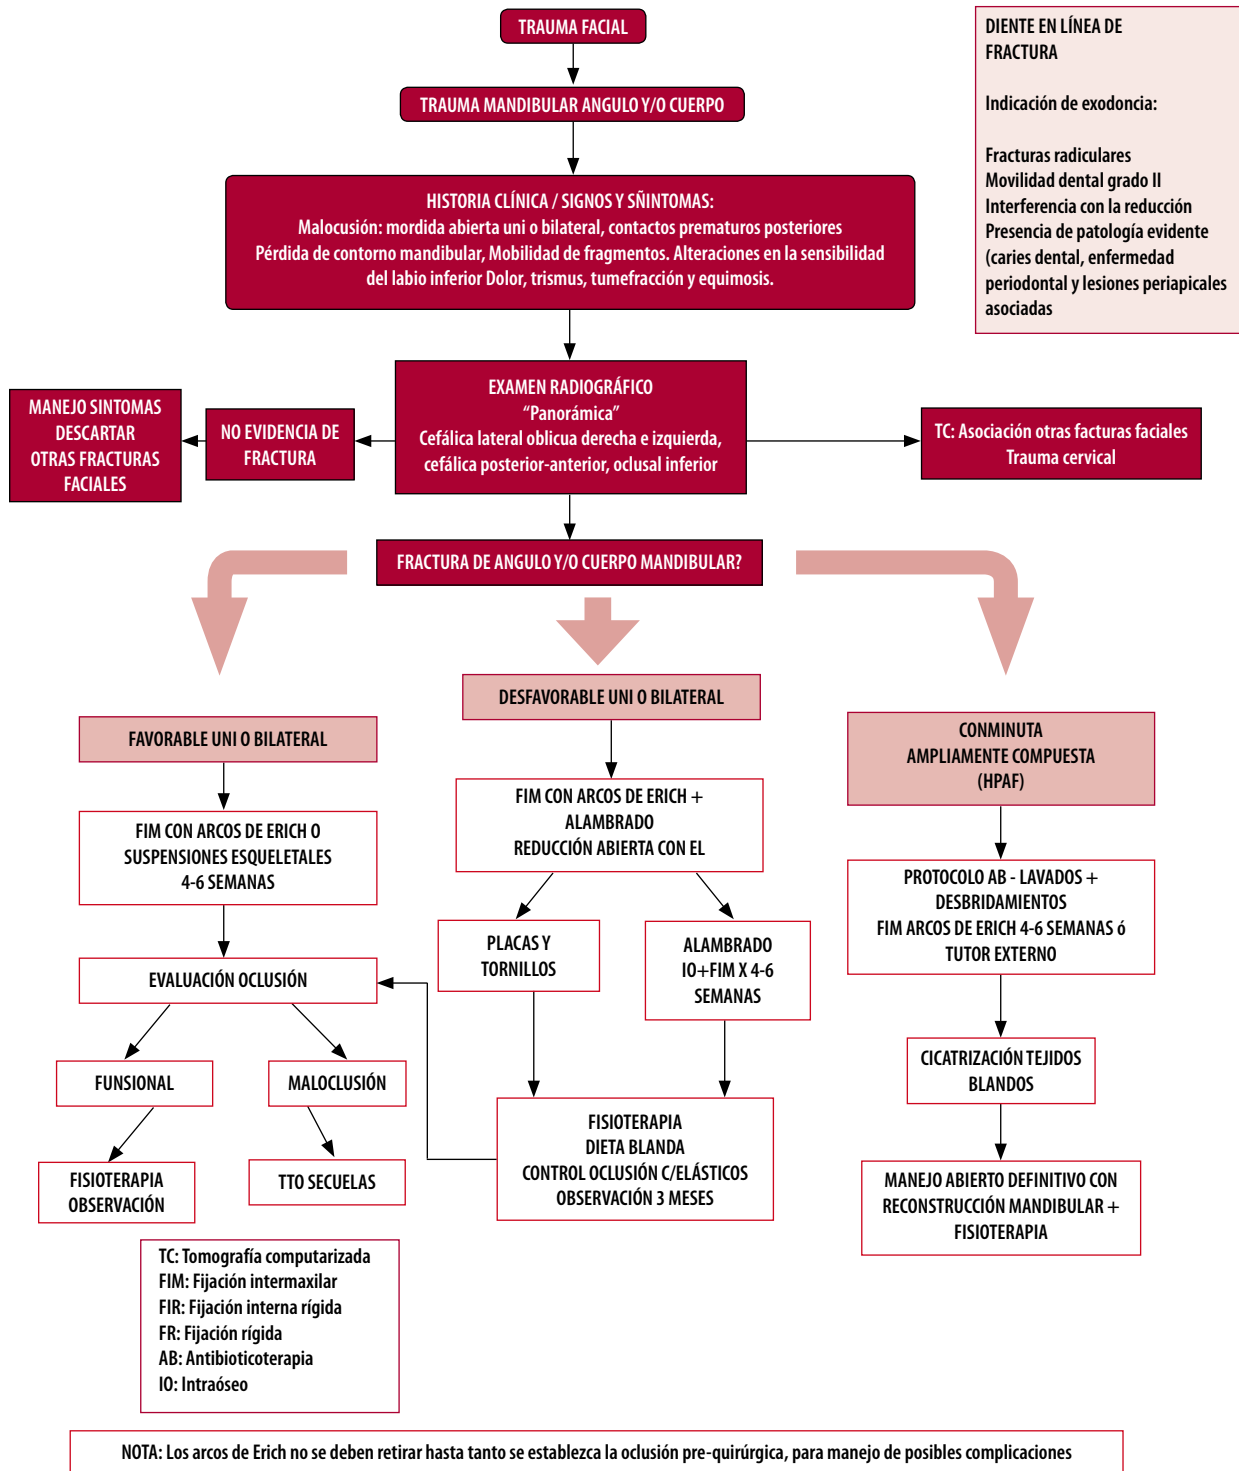 TRAUMA FACIAL
TRAUMA MANDIBULAR ANGULO Y/O CUERPO
HISTORIA CLÍNICA / SIGNOS Y SÑINTOMAS:
Malocusión: mordida abierta uni o bilateral, contactos prematuros posteriores
Pérdida de contorno mandibular, Mobilidad de fragmentos. Alteraciones en la sensibilidad
del labio inferior Dolor, trismus, tumefracción y equimosis.
DIENTE EN LÍNEA DE
FRACTURA
Indicación de exodoncia:
Fracturas radiculares
Movilidad dental grado II
Interferencia con la reducción
Presencia de patología evidente
(caries dental, enfermedad
periodontal y lesiones periapicales
asociadas
EXAMEN RADIOGRÁFICO
“Panorámica”
Cefálica lateral oblicua derecha e izquierda,
cefálica posterior-anterior, oclusal inferior
NO EVIDENCIA DE
FRACTURA
MANEJO SINTOMAS
DESCARTAR
OTRAS FRACTURAS
FACIALES
TC: Asociación otras facturas faciales
Trauma cervical
FRACTURA DE ANGULO Y/O CUERPO MANDIBULAR?
FAVORABLE UNI O BILATERAL
FIM CON ARCOS DE ERICH O
SUSPENSIONES ESQUELETALES
4-6 SEMANAS
EVALUACIÓN OCLUSIÓN
FUNSIONAL
MALOCLUSIÓN
FISIOTERAPIA
OBSERVACIÓN
TTO SECUELAS
DESFAVORABLE UNI O BILATERAL
FIM CON ARCOS DE ERICH +
ALAMBRADO
REDUCCIÓN ABIERTA CON EL
PLACAS Y
TORNILLOS
ALAMBRADO
IO+FIM X 4-6
SEMANAS
FISIOTERAPIA
DIETA BLANDA
CONTROL OCLUSIÓN C/ELÁSTICOS
OBSERVACIÓN 3 MESES
CONMINUTA
AMPLIAMENTE COMPUESTA
(HPAF)
PROTOCOLO AB - LAVADOS +
DESBRIDAMIENTOS
FIM ARCOS DE ERICH 4-6 SEMANAS ó
TUTOR EXTERNO
CICATRIZACIÓN TEJIDOS
BLANDOS
MANEJO ABIERTO DEFINITIVO CON
RECONSTRUCCIÓN MANDIBULAR +
FISIOTERAPIA
TC: Tomografía computarizada
FIM: Fijación intermaxilar
FIR: Fijación interna rígida
FR: Fijación rígida
AB: Antibioticoterapia
IO: Intraóseo
NOTA: Los arcos de Erich no se deben retirar hasta tanto se establezca la oclusión pre-quirúrgica, para manejo de posibles complicaciones